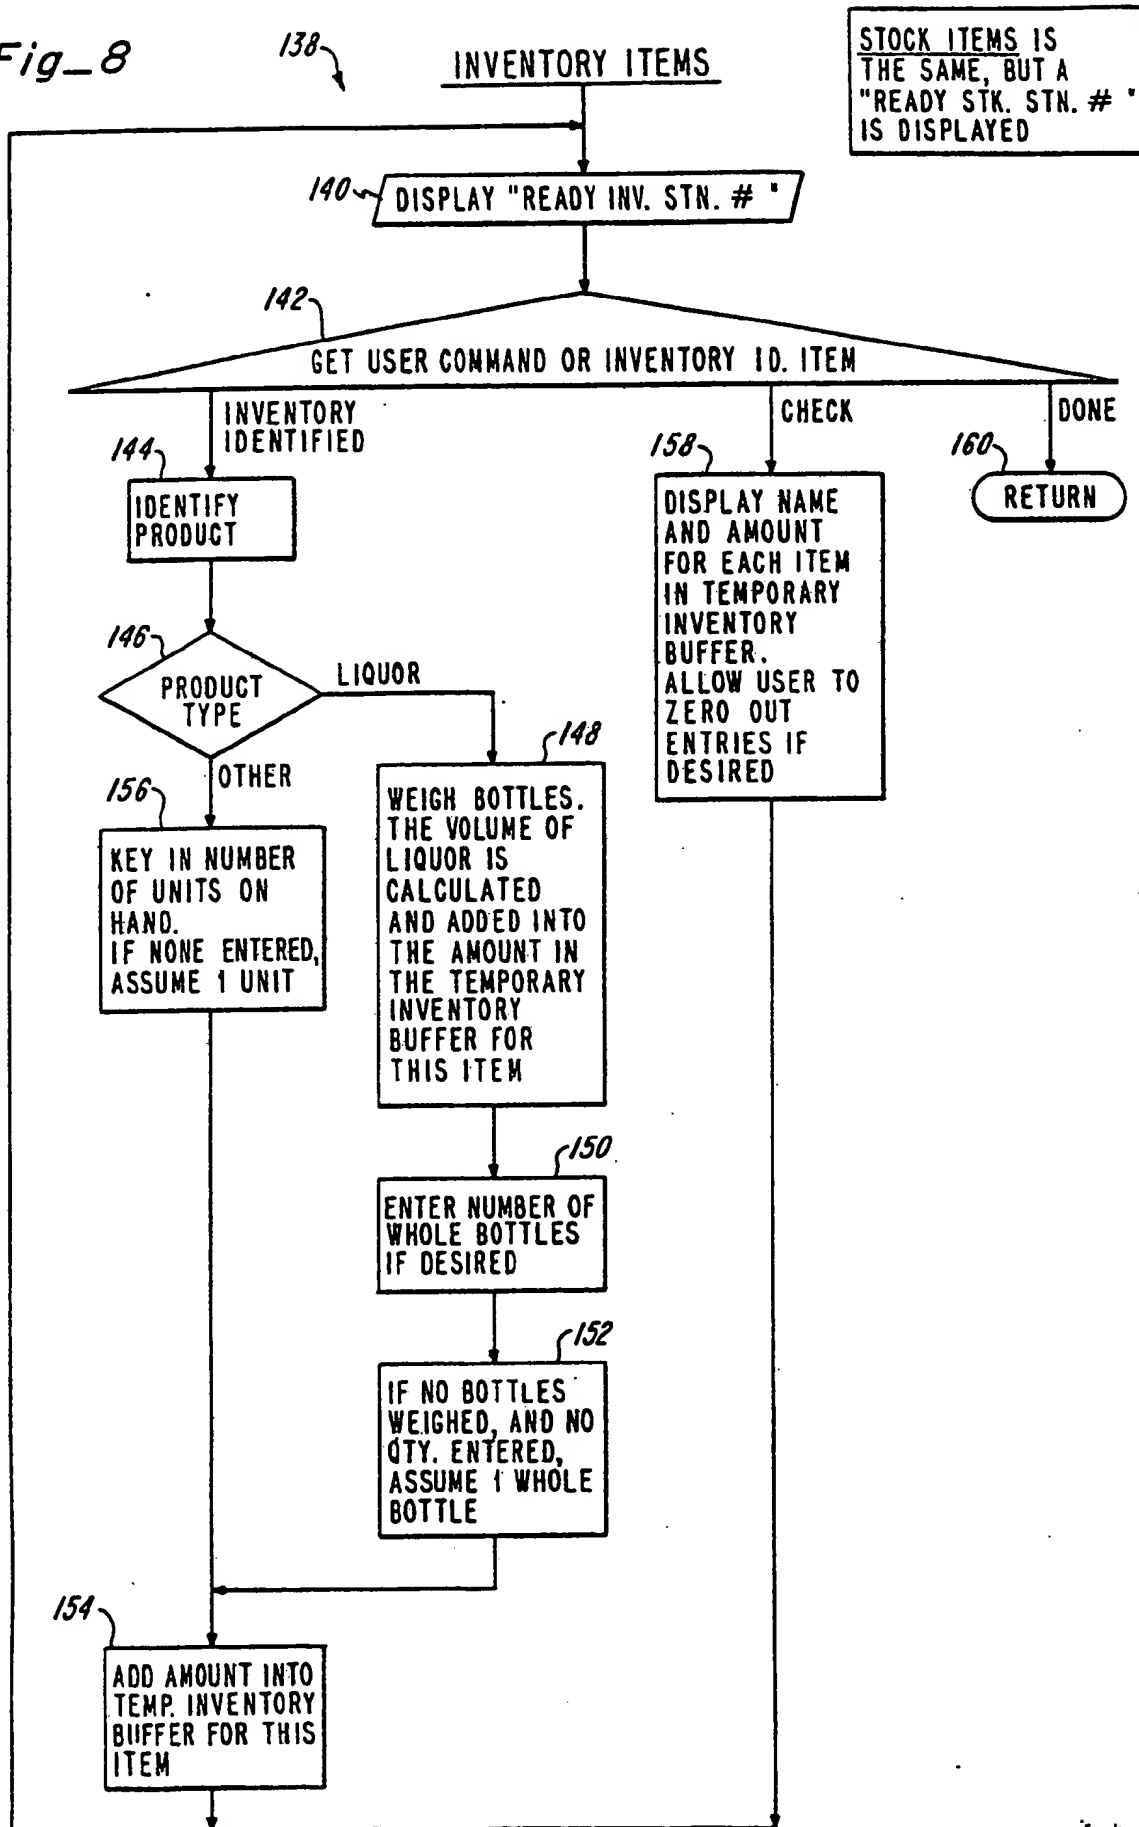 Fig_8
138
INVENTORY ITEMS
STOCK ITEMS IS
THE SAME, BUT A
"READY STK. STN. # "
IS DISPLAYED
140
DISPLAY "READY INV. STN. # "
142
GET USER COMMAND OR INVENTORY ID. ITEM
INVENTORY
IDENTIFIED
CHECK
DONE
144
IDENTIFY
PRODUCT
158
DISPLAY NAME
AND AMOUNT
FOR EACH ITEM
IN TEMPORARY
INVENTORY
BUFFER.
ALLOW USER TO
ZERO OUT
ENTRIES IF
DESIRED
160
RETURN
146
PRODUCT
TYPE
LIQUOR
OTHER
148
WEIGH BOTTLES.
THE VOLUME OF
LIQUOR IS
CALCULATED
AND ADDED INTO
THE AMOUNT IN
THE TEMPORARY
INVENTORY
BUFFER FOR
THIS ITEM
156
KEY IN NUMBER
OF UNITS ON
HAND.
IF NONE ENTERED,
ASSUME 1 UNIT
150
ENTER NUMBER OF
WHOLE BOTTLES
IF DESIRED
152
IF NO BOTTLES
WEIGHED, AND NO
QTY. ENTERED,
ASSUME 1 WHOLE
BOTTLE
154
ADD AMOUNT INTO
TEMP. INVENTORY
BUFFER FOR THIS
ITEM